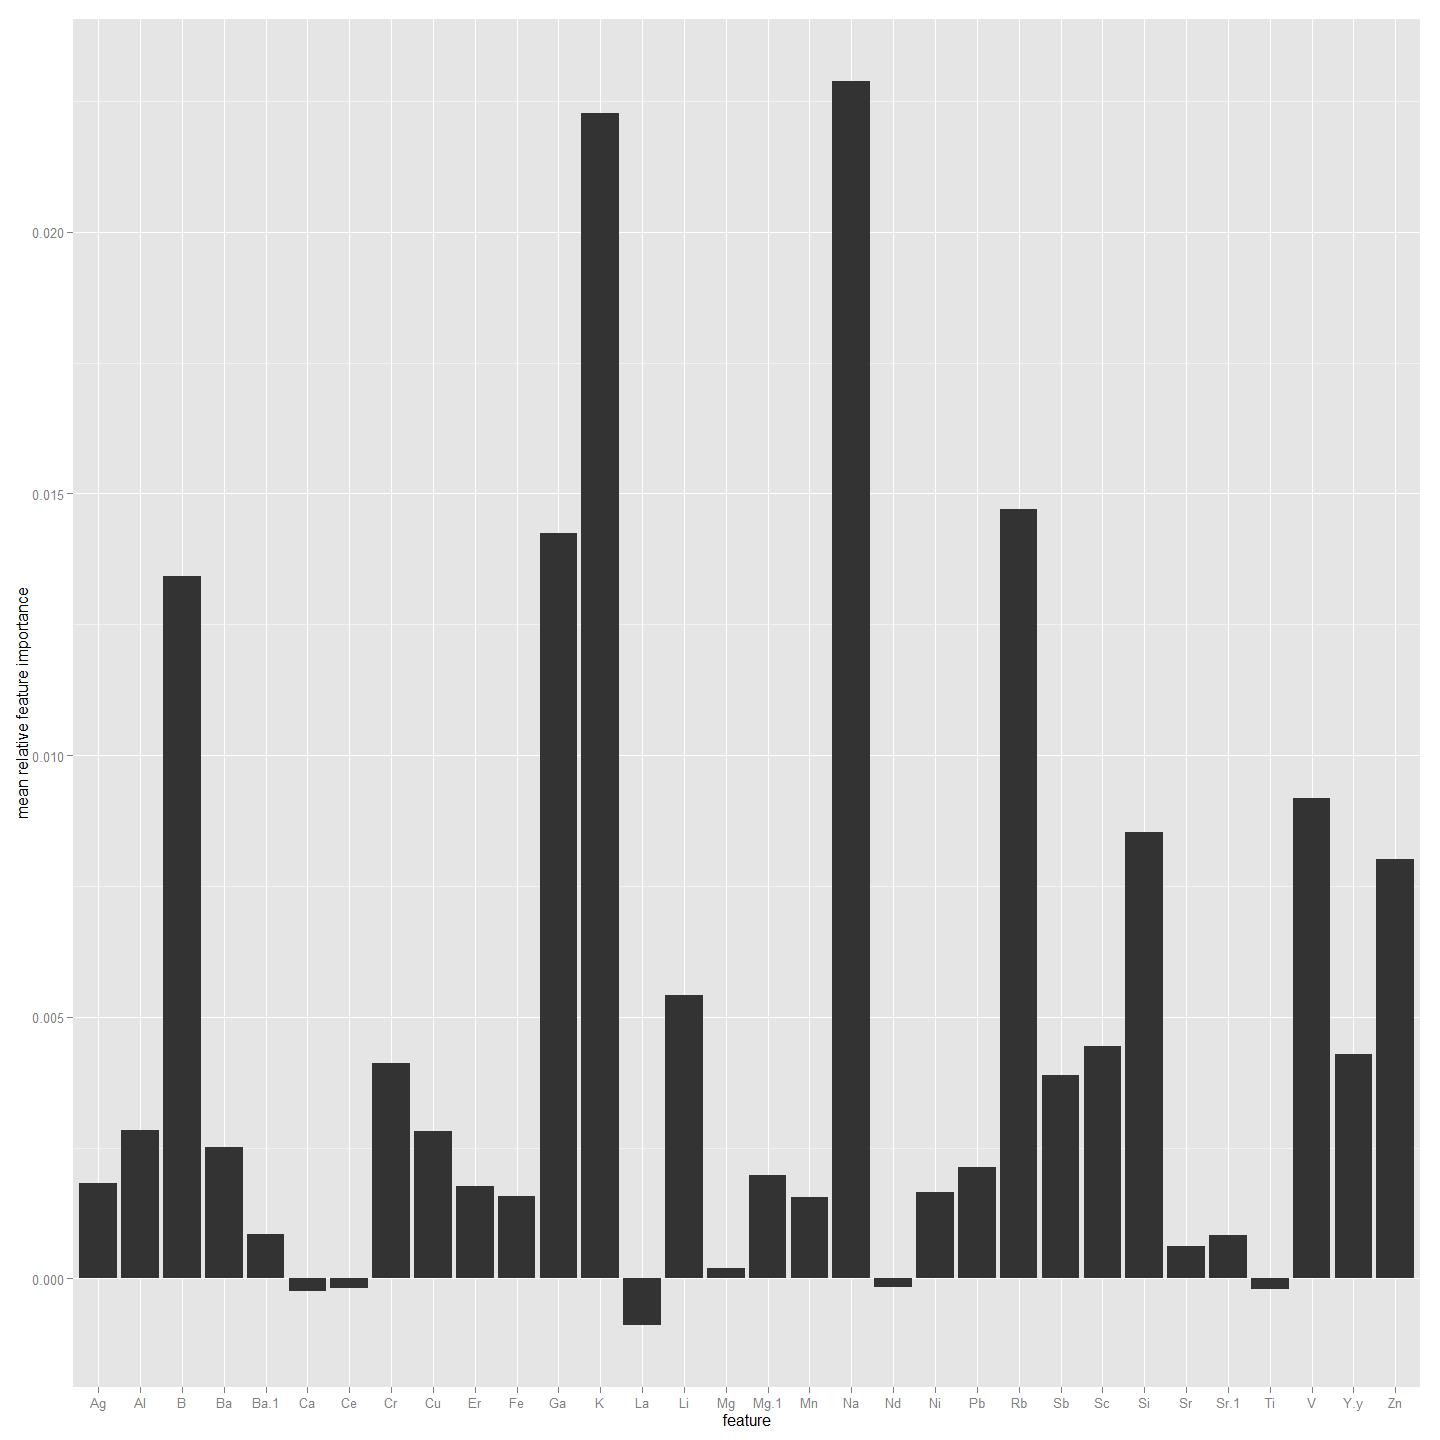 mean relative feature importance
0.020
0.015
0.010
0.005
0.000
Ag Al B Ba Ba.1 Ca Ce Cr Cu Er Fe Ga K La Li Mg Mg.1 Mn Na Nd Ni Pb Rb Sb Sc Si Sr Sr.1 Ti V Y.y Zn
feature